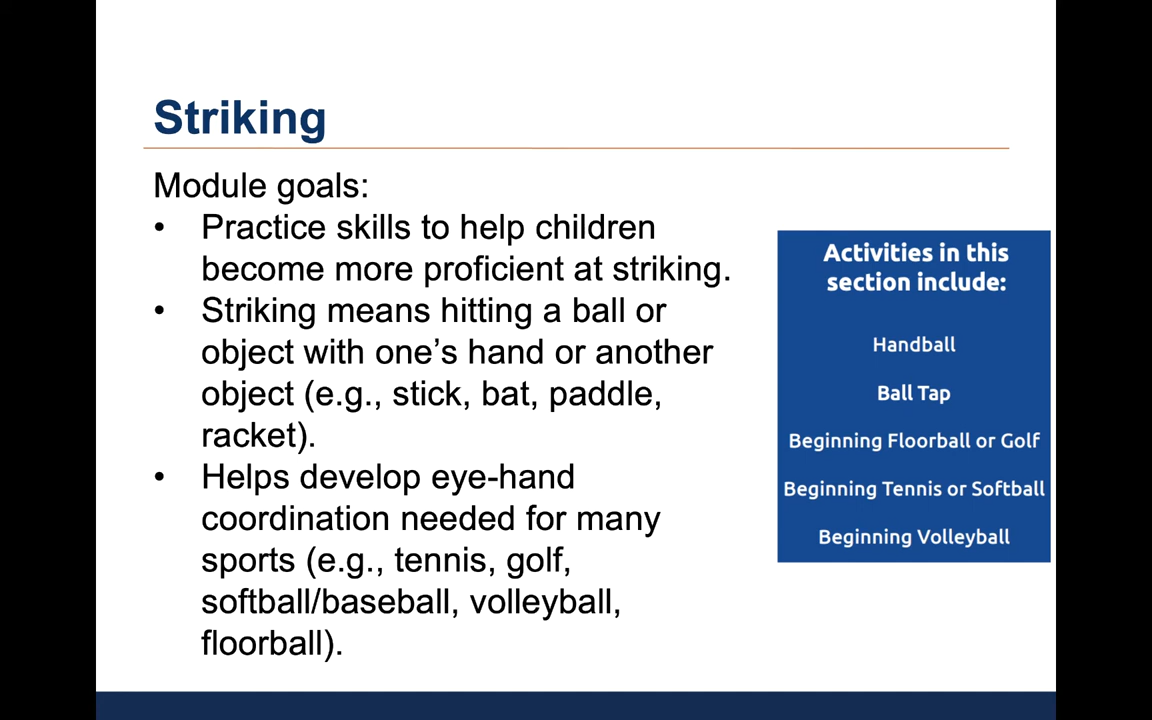 Striking
Module goals:
• Practice skills to help children
become more proficient at striking.
• Striking means hitting a ball or
object with one’s hand or another
object (e.g., stick, bat, paddle,
racket).
• Helps develop eye-hand
coordination needed for many
sports (e.g., tennis, golf,
softball/baseball, volleyball,
floorball).
Activities in this
section include:
Handball
Ball Tap
Beginning Floorball or Golf
Beginning Tennis or Softball
Beginning Volleyball